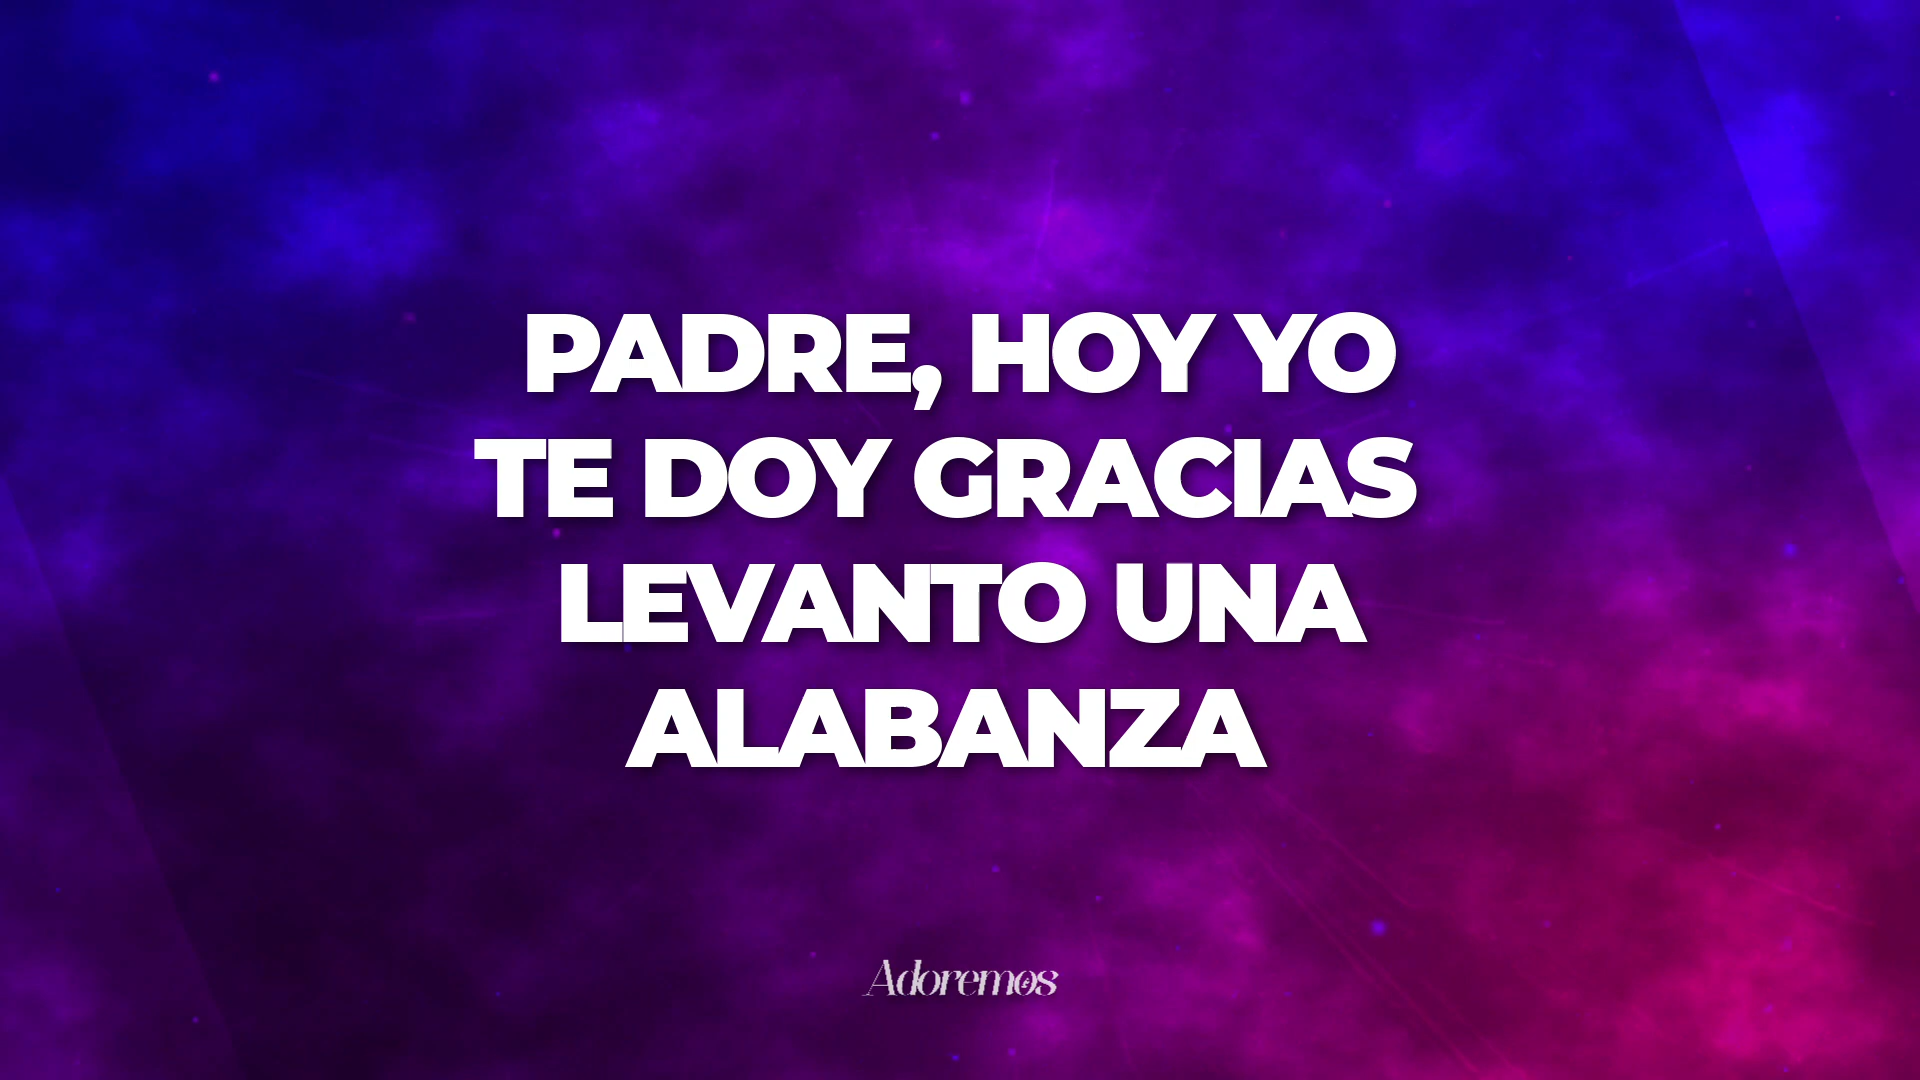 PADRE, HOY YO
TE DOY GRACIAS
LEVANTO UNA
ALABANZA
Adoremos